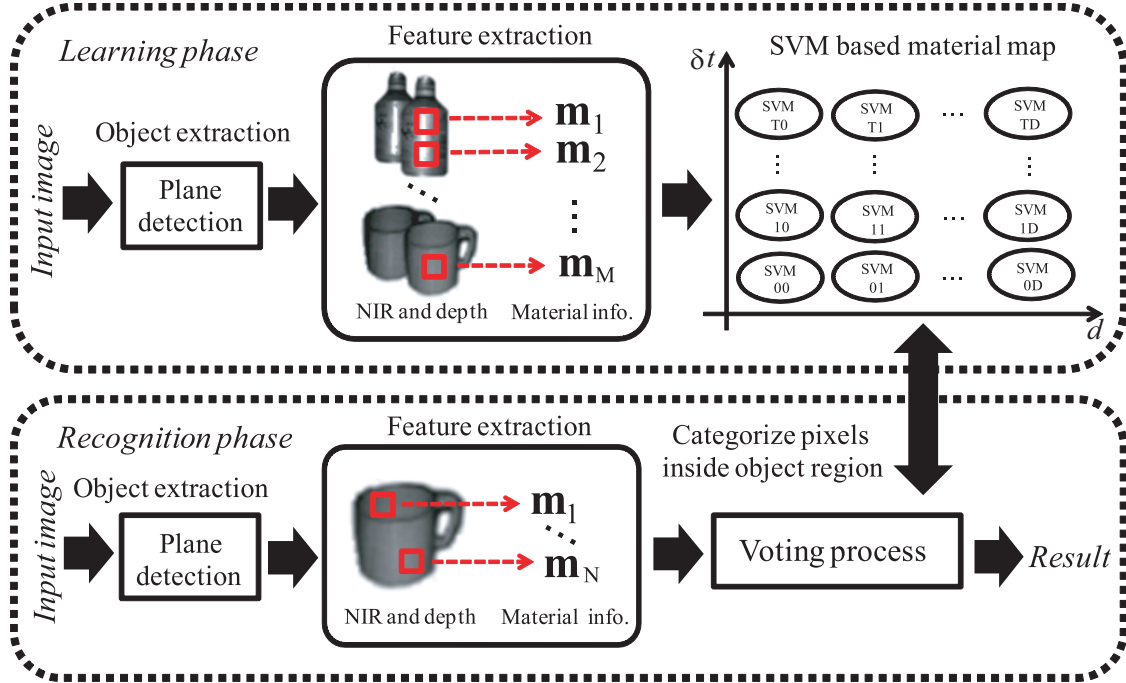 Learning phase
Input image
Object extraction
Plane
detection
Feature extraction
m1
m2
⋮
mM
NIR and depth
Material info.
SVM based material map
δt
SVM
T0
SVM
T1
...
SVM
TD
SVM
10
SVM
11
...
SVM
1D
SVM
00
SVM
01
...
SVM
0D
d
Recognition phase
Input image
Object extraction
Plane
detection
Feature extraction
m1
mN
NIR and depth
Material info.
Categorize pixels
inside object region
Voting process
Result